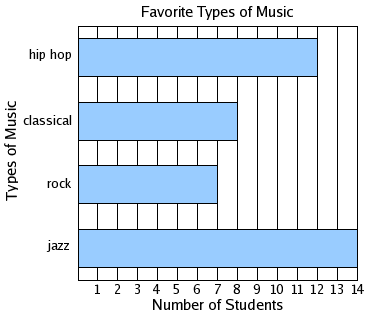 Favorite Types of Music
Types of Music
hip hop
classical
rock
jazz
1 2 3 4 5 6 7 8 9 10 11 12 13 14
Number of Students